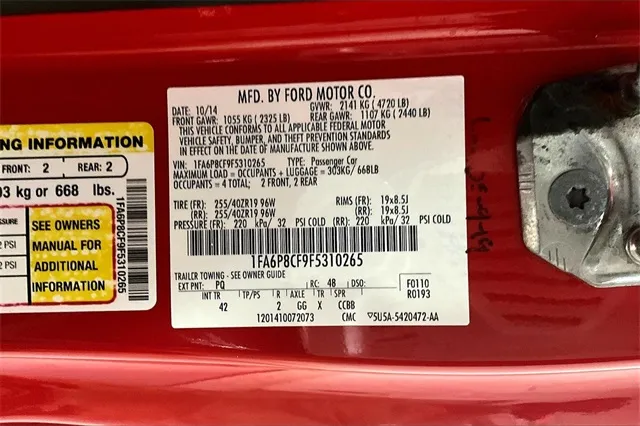 NG INFORMATION
FRONT: 2 REAR: 2
03 kg or 668 lbs.
SSURE
2 PSI
2 PSI
SEE OWNERS
MANUAL FOR
ADDITIONAL
INFORMATION
1FA6P8CF9F5310265
MFD. BY FORD MOTOR CO.
DATE: 10/14 GVWR: 2141 KG ( 4720 LB)
FRONT GAWR: 1055 KG ( 2325 LB) REAR GAWR: 1107 KG ( 2440 LB)
THIS VEHICLE CONFORMS TO ALL APPLICABLE FEDERAL MOTOR
VEHICLE SAFETY, BUMPER, AND THEFT PREVENTION STANDARDS
IN EFFECT ON THE DATE OF MANUFACTURE SHOWN ABOVE.
VIN: 1FA6P8CF9F5310265 TYPE: Passenger Car
MAXIMUM LOAD = OCCUPANTS + LUGGAGE = 303KG/ 668LB
OCCUPANTS = 4 TOTAL: 2 FRONT, 2 REAR
TIRE (FR): 255/40ZR19 96W RIMS (FR): 19x8.5J
(RR): 255/40ZR19 96W (RR): 19x8.5J
PRESSURE (FR): 220 kPa/ 32 PSI COLD (RR): 220 kPa/ 32 PSI COLD
1FA6P8CF9F5310265
TRAILER TOWING - SEE OWNER GUIDE
EXT PNT: PQ RC: 48 DSO: F0110
INT TR TP/PS R AXLE TR SPR R0193
42 2 GG X CCBB
1201410072073 CMC 5U5A-5420472-AA